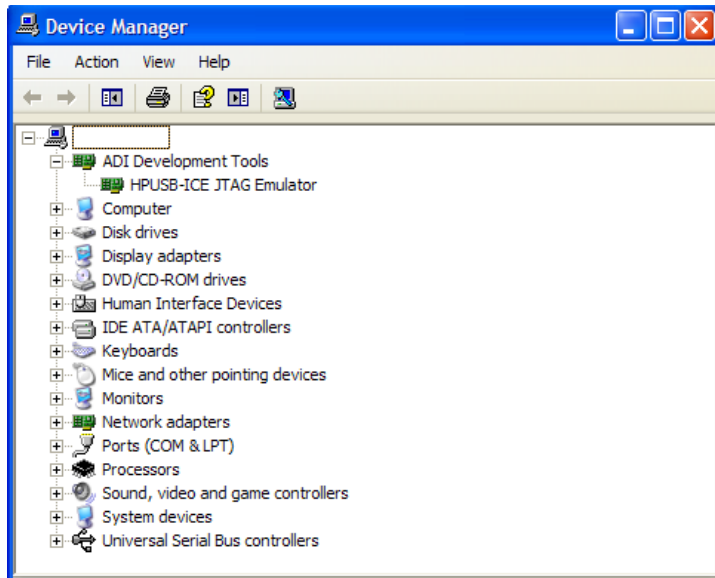 Device Manager
File Action View Help
ADI Development Tools
HPUSB-ICE JTAG Emulator
Computer
Disk drives
Display adapters
DVD/CD-ROM drives
Human Interface Devices
IDE ATA/ATAPI controllers
Keyboards
Mice and other pointing devices
Monitors
Network adapters
Ports (COM & LPT)
Processors
Sound, video and game controllers
System devices
Universal Serial Bus controllers